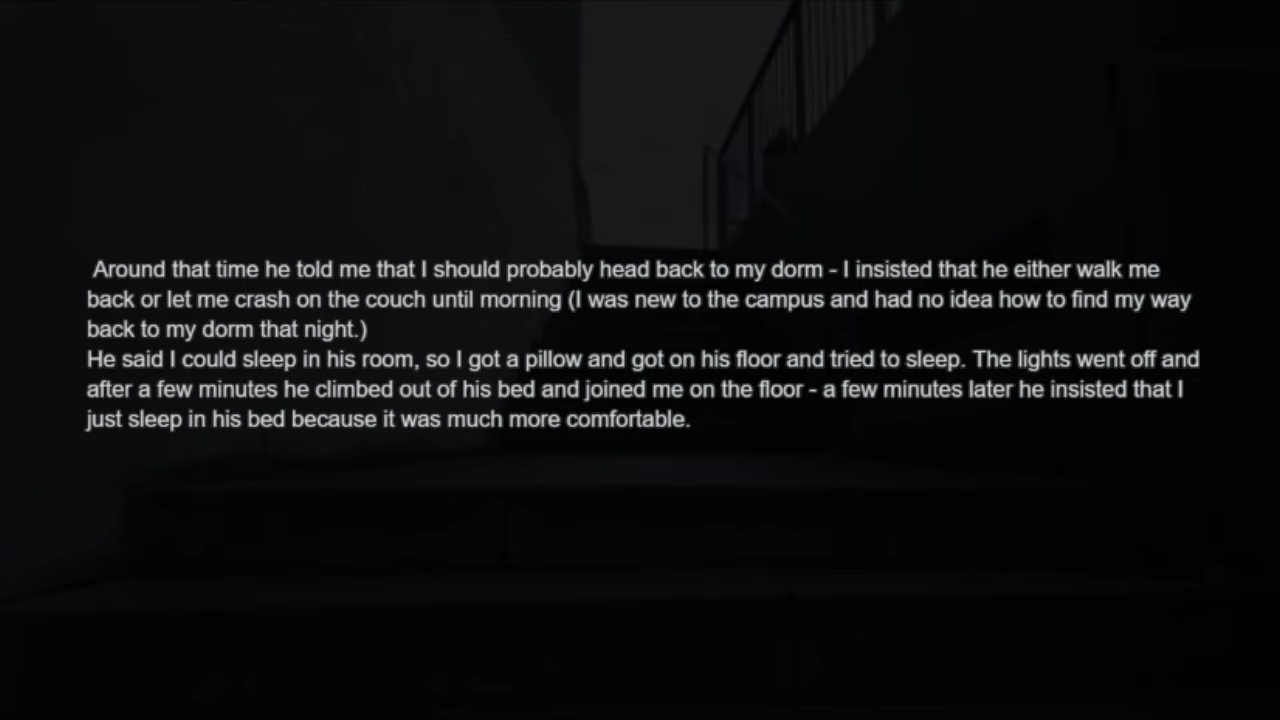 Around that time he told me that I should probably head back to my dorm - I insisted that he either walk me
back or let me crash on the couch until morning (I was new to the campus and had no idea how to find my way
back to my dorm that night.)
He said I could sleep in his room, so I got a pillow and got on his floor and tried to sleep. The lights went off and
after a few minutes he climbed out of his bed and joined me on the floor - a few minutes later he insisted that I
just sleep in his bed because it was much more comfortable.